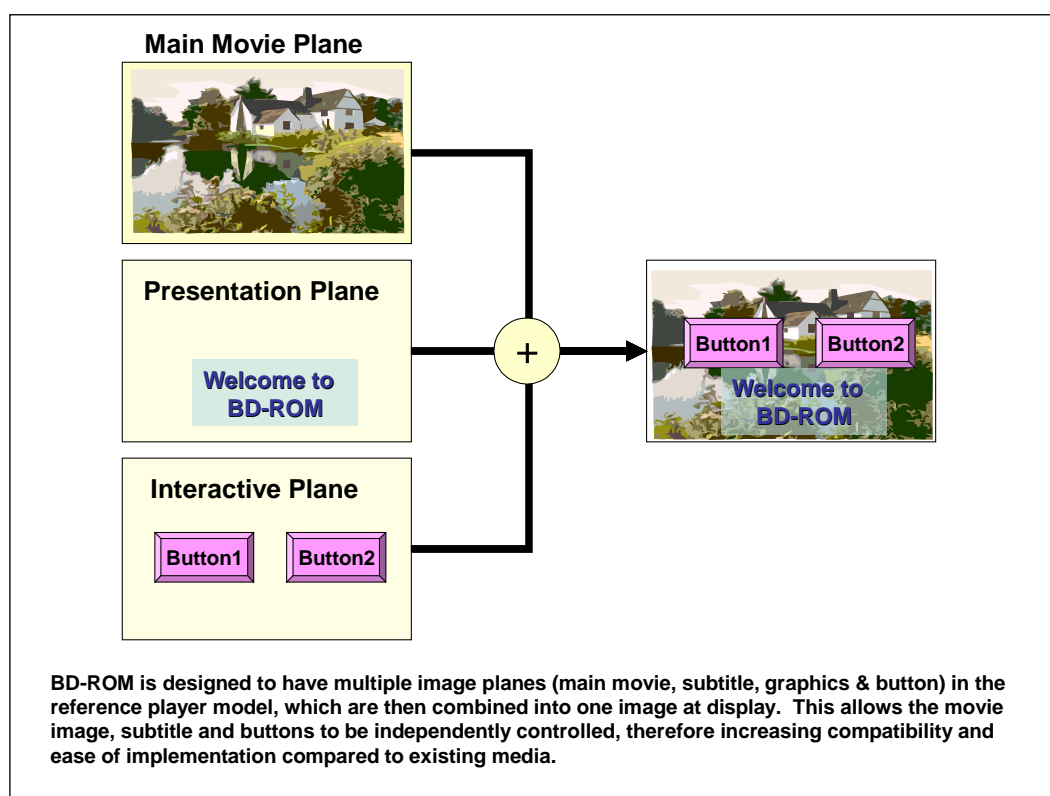 Main Movie Plane
Presentation Plane
Welcome to
BD-ROM
Interactive Plane
Button1
Button2
+
Button1
Button2
Welcome to
BD-ROM
BD-ROM is designed to have multiple image planes (main movie, subtitle, graphics & button) in the
reference player model, which are then combined into one image at display.  This allows the movie
image, subtitle and buttons to be independently controlled, therefore increasing compatibility and
ease of implementation compared to existing media.